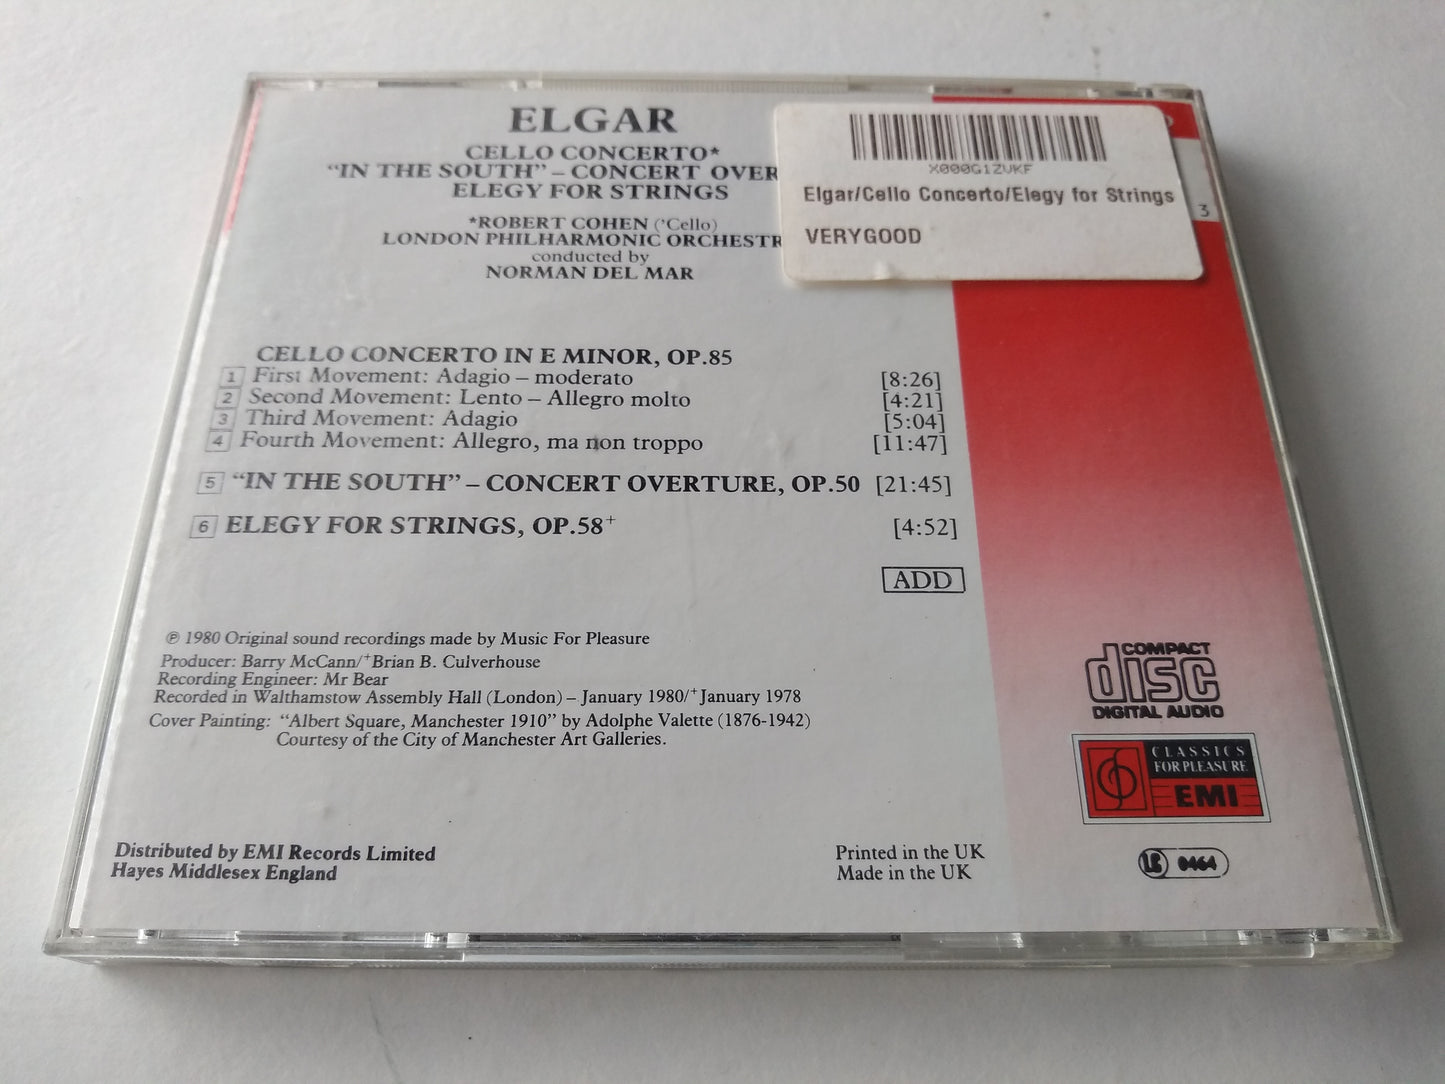 ELGAR
CELLO CONCERTO*
“IN THE SOUTH” – CONCERT OVER
ELEGY FOR STRINGS
*ROBERT COHEN ('Cello)
LONDON PHILHARMONIC ORCHESTR
conducted by
NORMAN DEL MAR
X000G1ZVKF
Elgar/Cello Concerto/Elegy for Strings
VERYGOOD
3
CELLO CONCERTO IN E MINOR, OP.85
1 First Movement: Adagio – moderato [8:26]
2 Second Movement: Lento – Allegro molto [4:21]
3 Third Movement: Adagio [5:04]
4 Fourth Movement: Allegro, ma non troppo [11:47]
5 “IN THE SOUTH” – CONCERT OVERTURE, OP.50 [21:45]
6 ELEGY FOR STRINGS, OP.58+ [4:52]
ADD
℗ 1980 Original sound recordings made by Music For Pleasure
Producer: Barry McCann/+Brian B. Culverhouse
Recording Engineer: Mr Bear
Recorded in Walthamstow Assembly Hall (London) – January 1980/+January 1978
Cover Painting: “Albert Square, Manchester 1910” by Adolphe Valette (1876-1942)
Courtesy of the City of Manchester Art Galleries.
COMPACT
disc
DIGITAL AUDIO
CLASSICS
FOR PLEASURE
EMI
Distributed by EMI Records Limited
Hayes Middlesex England
Printed in the UK
Made in the UK
LC 0464